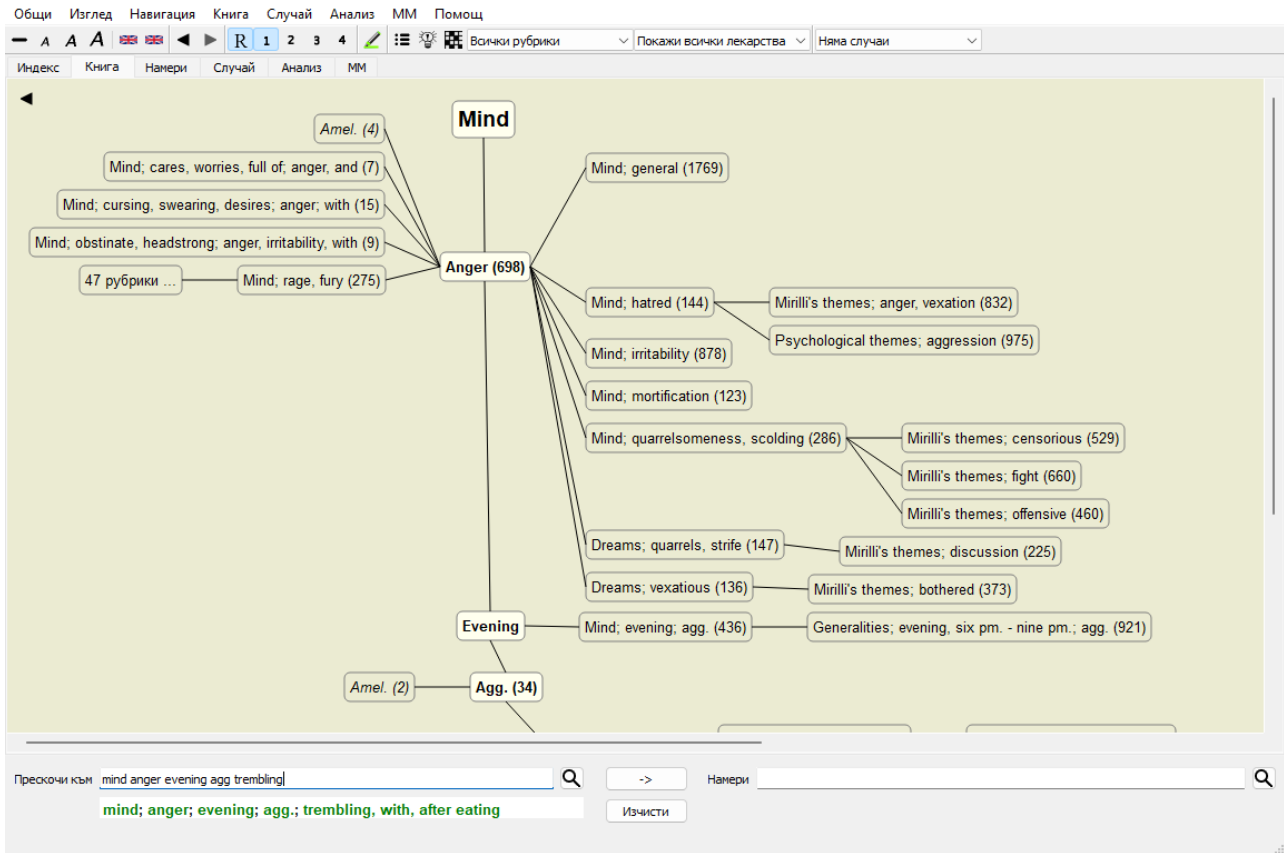 Общи Изглед Навигация Книга Случай Анализ ММ Помощ
A A A R 1 2 3 4 Всички рубрики Покажи всички лекарства Няма случаи
Индекс Книга Намери Случай Анализ ММ
Mind
Amel. (4)
Mind; cares, worries, full of; anger, and (7)
Mind; general (1769)
Mind; cursing, swearing, desires; anger; with (15)
Mind; obstinate, headstrong; anger, irritability, with (9)
Anger (698)
47 рубрики ...
Mind; rage, fury (275)
Mind; hatred (144)
Mirilli's themes; anger, vexation (832)
Psychological themes; aggression (975)
Mind; irritability (878)
Mind; mortification (123)
Mind; quarrelsomeness, scolding (286)
Mirilli's themes; censorious (529)
Mirilli's themes; fight (660)
Mirilli's themes; offensive (460)
Dreams; quarrels, strife (147)
Mirilli's themes; discussion (225)
Dreams; vexatious (136)
Mirilli's themes; bothered (373)
Evening
Mind; evening; agg. (436)
Generalities; evening, six pm. - nine pm.; agg. (921)
Amel. (2)
Agg. (34)
Прескочи към mind anger evening agg trembling -> Намери
mind; anger; evening; agg.; trembling, with, after eating
Изчисти